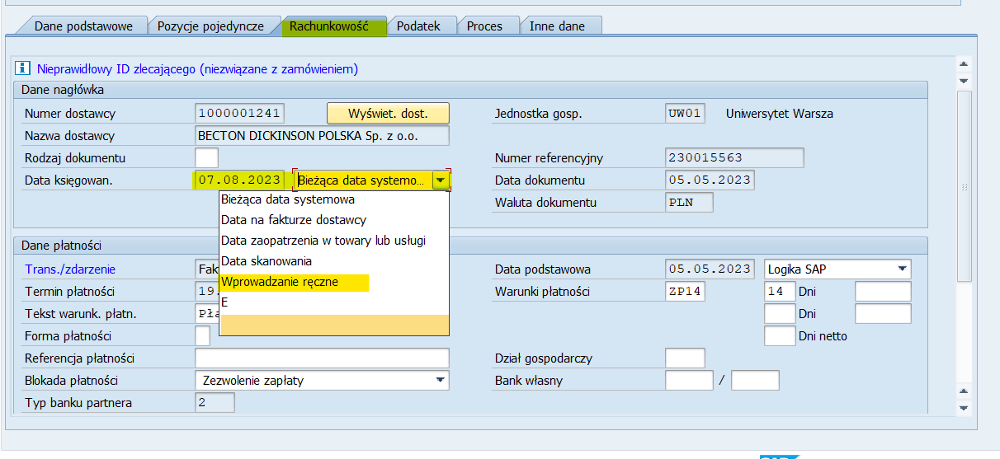 Dane podstawowe Pozycje pojedyncze Rachunkowość Podatek Proces Inne dane
Nieprawidłowy ID zlecającego (niezwiązane z zamówieniem)
Dane nagłówka
Numer dostawcy 1000001241 Wyświet. dost. Jednostka gosp. UW01 Uniwersytet Warsza
Nazwa dostawcy BECTON DICKINSON POLSKA Sp. z o.o.
Rodzaj dokumentu Numer referencyjny 230015563
Data księgowan. 07.08.2023 Bieżąca data systemo... Data dokumentu 05.05.2023
Bieżąca data systemowa Waluta dokumentu PLN
Data na fakturze dostawcy
Data zaopatrzenia w towary lub usługi
Dane płatności
Data skanowania
Trans./zdarzenie Fak Data podstawowa 05.05.2023 Logika SAP
Wprowadzanie ręczne
Termin płatności 19. Warunki płatności ZP14 14 Dni
E
Tekst warunk. płatn. Pła Dni
Forma płatności Dni netto
Referencja płatności Dział gospodarczy
Blokada płatności Zezwolenie zapłaty Bank własny /
Typ banku partnera 2